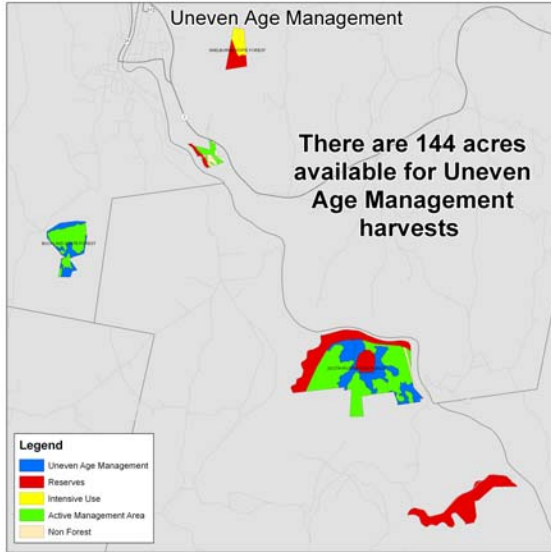 Uneven Age Management
There are 144 acres
available for Uneven
Age Management
harvests
Legend
Uneven Age Management
Reserves
Intensive Use
Active Management Area
Non Forest